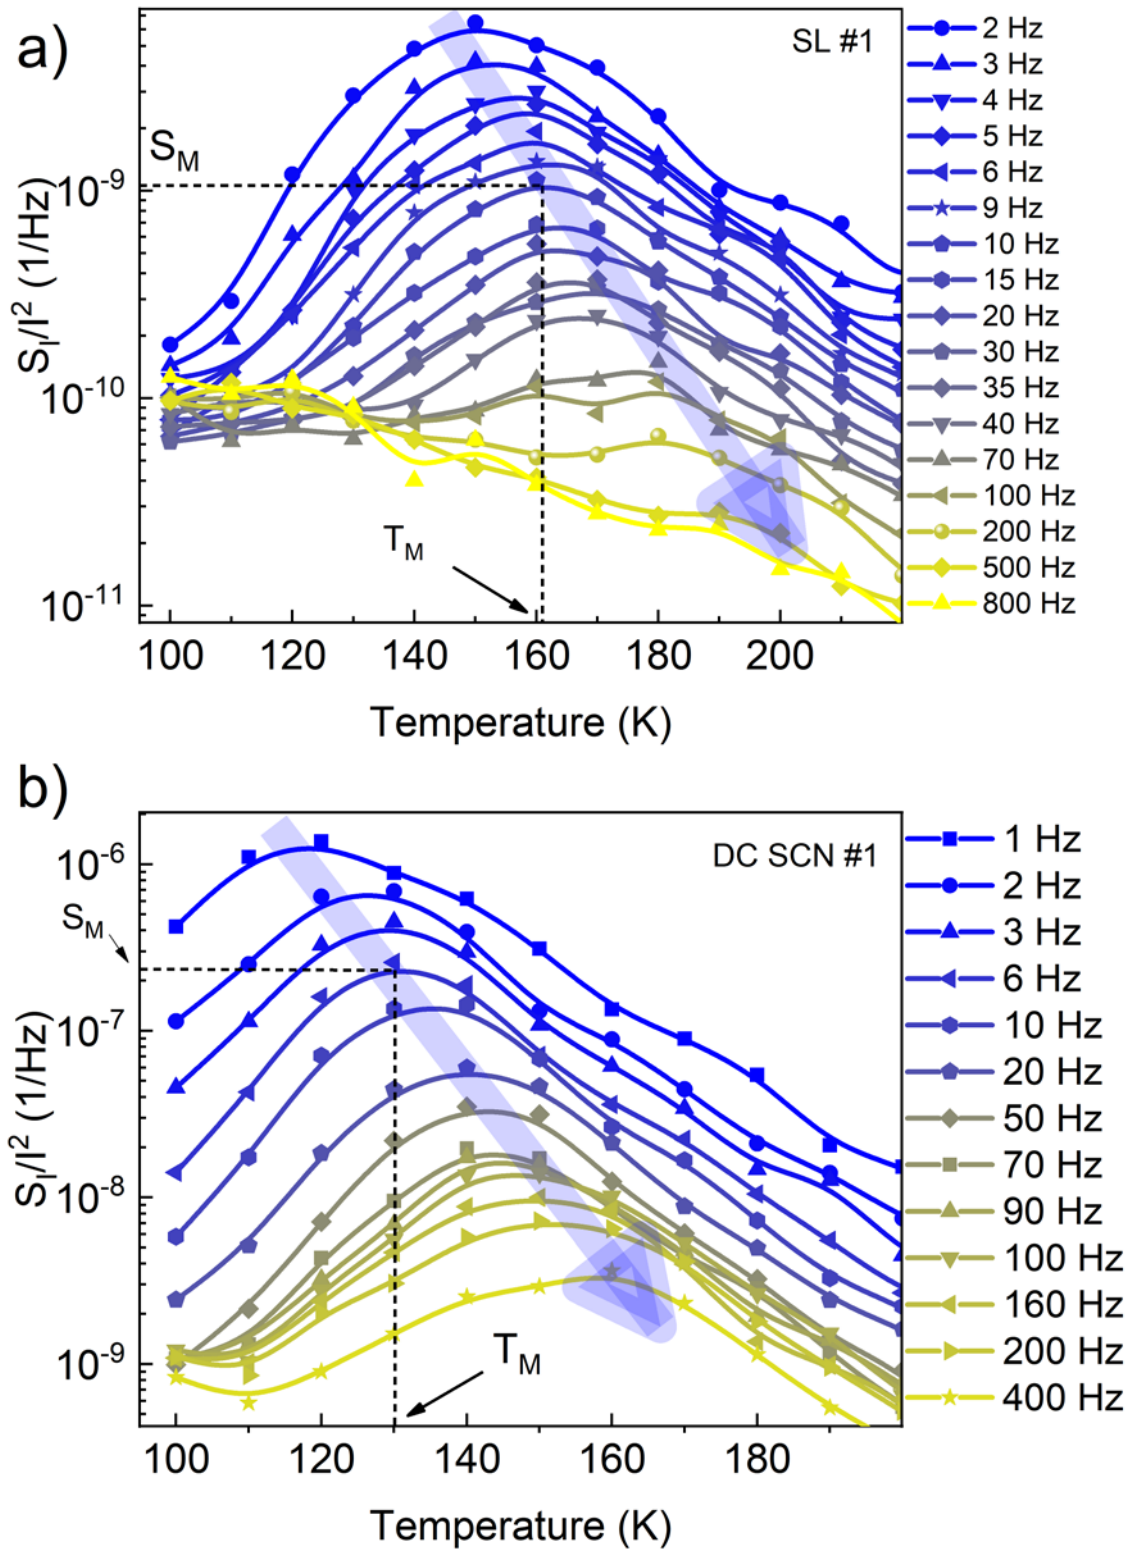 a)
SL #1
S_M
S_I/I² (1/Hz)
10⁻⁹
10⁻¹⁰
10⁻¹¹
T_M
100 120 140 160 180 200
Temperature (K)
2 Hz
3 Hz
4 Hz
5 Hz
6 Hz
9 Hz
10 Hz
15 Hz
20 Hz
30 Hz
35 Hz
40 Hz
70 Hz
100 Hz
200 Hz
500 Hz
800 Hz
b)
DC SCN #1
S_M
S_I/I² (1/Hz)
10⁻⁶
10⁻⁷
10⁻⁸
10⁻⁹
T_M
100 120 140 160 180
Temperature (K)
1 Hz
2 Hz
3 Hz
6 Hz
10 Hz
20 Hz
50 Hz
70 Hz
90 Hz
100 Hz
160 Hz
200 Hz
400 Hz